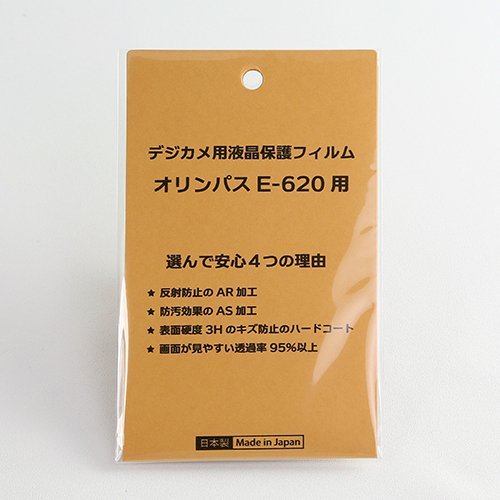 デジカメ用液晶保護フィルム
オリンパス E-620 用
選んで安心4つの理由
★ 反射防止の AR 加工
★ 防汚効果の AS 加工
★ 表面硬度 3H のキズ防止のハードコート
★ 画面が見やすい透過率 95%以上
日本製 Made in Japan